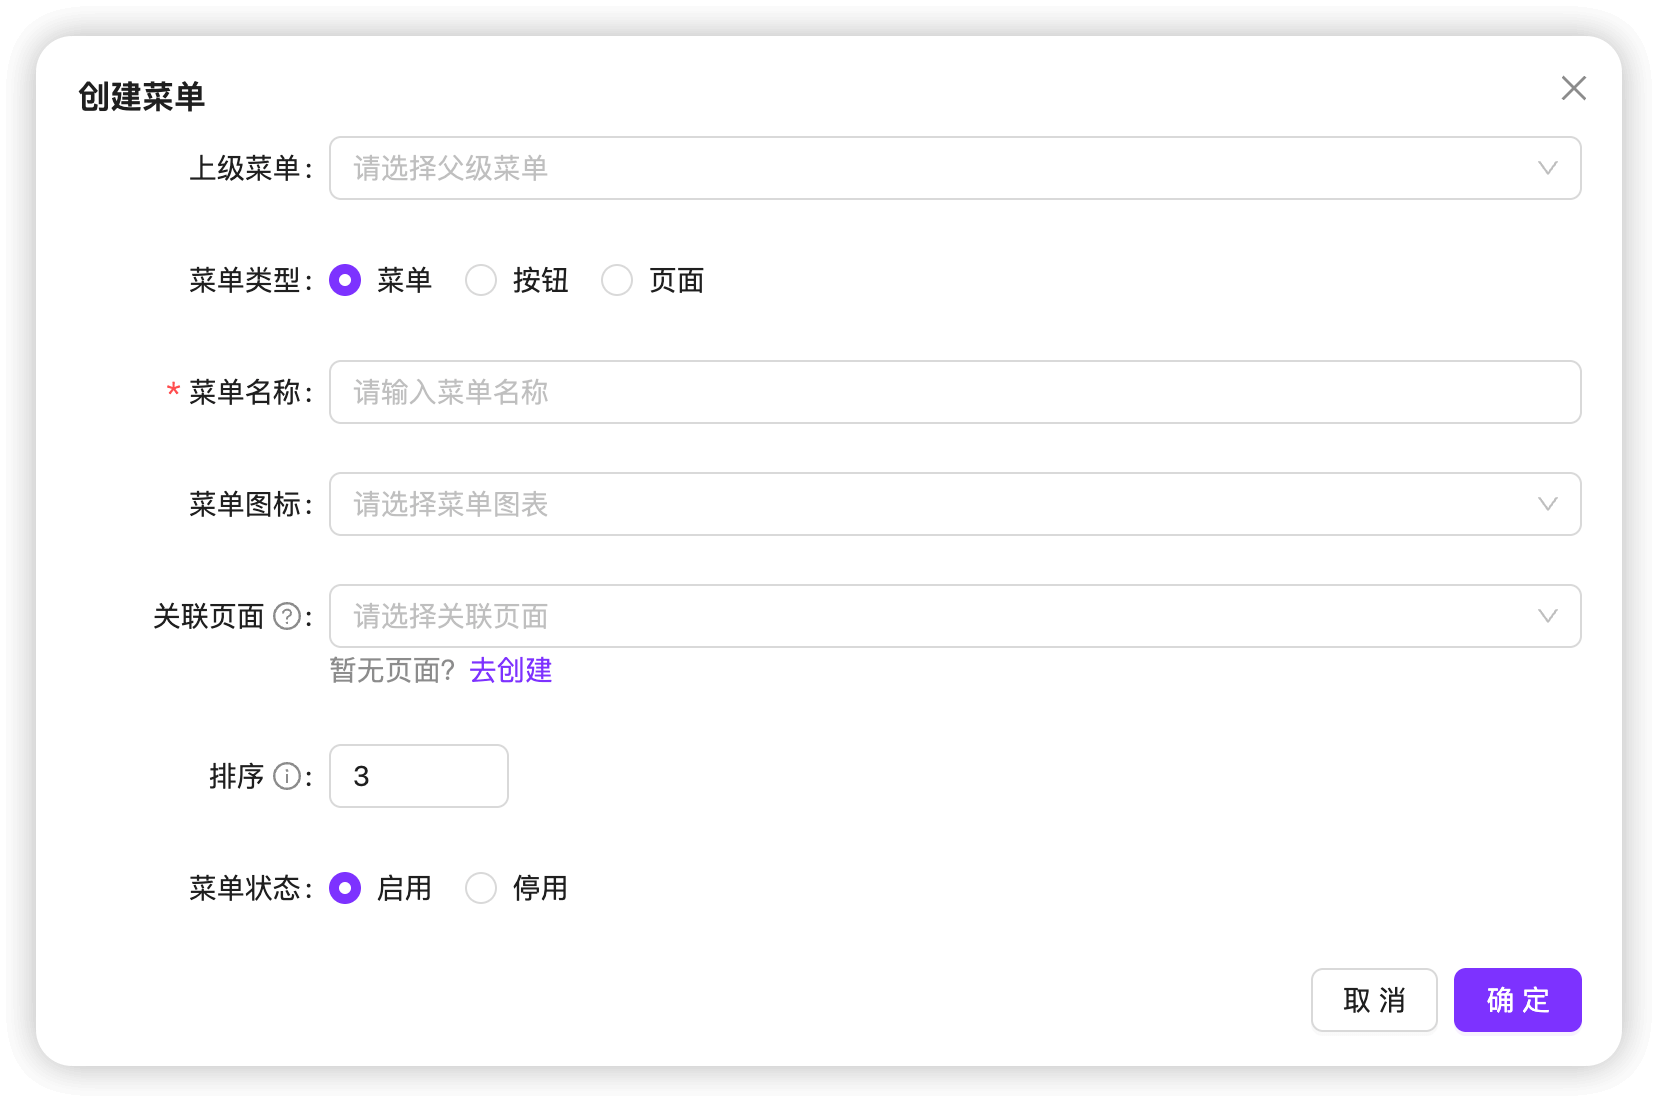 创建菜单
上级菜单: 请选择父级菜单
菜单类型: 菜单 按钮 页面
* 菜单名称: 请输入菜单名称
菜单图标: 请选择菜单图表
关联页面 ?: 请选择关联页面
暂无页面? 去创建
排序 i: 3
菜单状态: 启用 停用
取 消 确 定